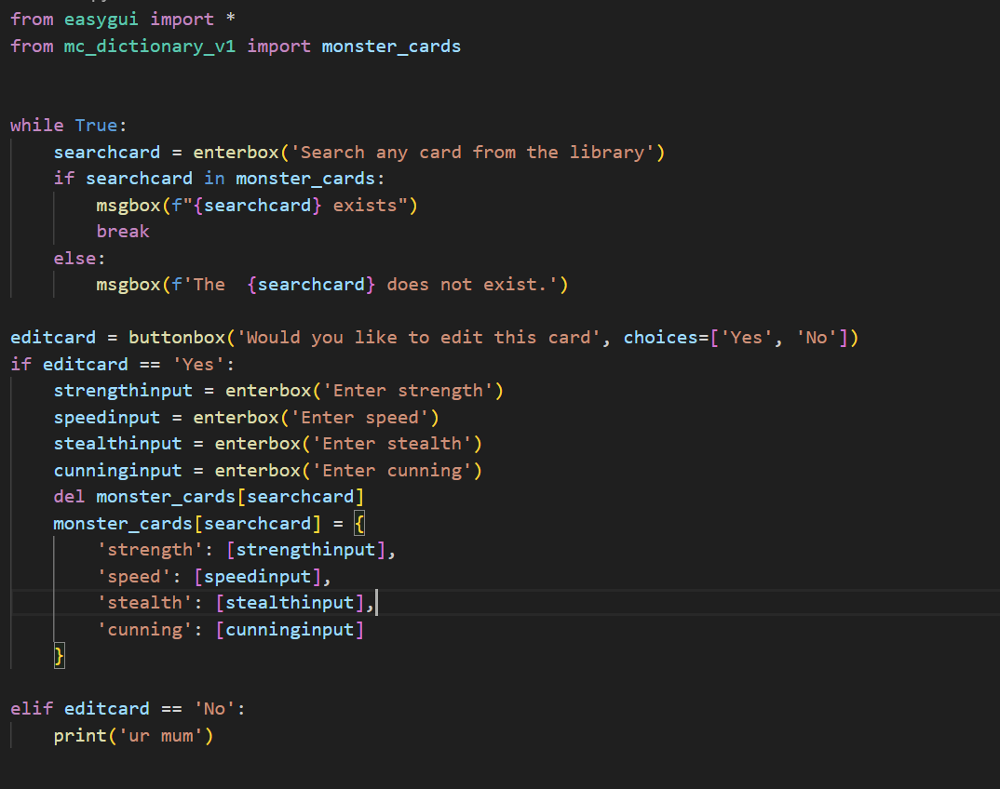 from easygui import *
from mc_dictionary_v1 import monster_cards
while True:
    searchcard = enterbox('Search any card from the library')
    if searchcard in monster_cards:
        msgbox(f"{searchcard} exists")
        break
    else:
        msgbox(f'The  {searchcard} does not exist.')
editcard = buttonbox('Would you like to edit this card', choices=['Yes', 'No'])
if editcard == 'Yes':
    strengthinput = enterbox('Enter strength')
    speedinput = enterbox('Enter speed')
    stealthinput = enterbox('Enter stealth')
    cunninginput = enterbox('Enter cunning')
    del monster_cards[searchcard]
    monster_cards[searchcard] = {
        'strength': [strengthinput],
        'speed': [speedinput],
        'stealth': [stealthinput],
        'cunning': [cunninginput]
    }
elif editcard == 'No':
    print('ur mum')